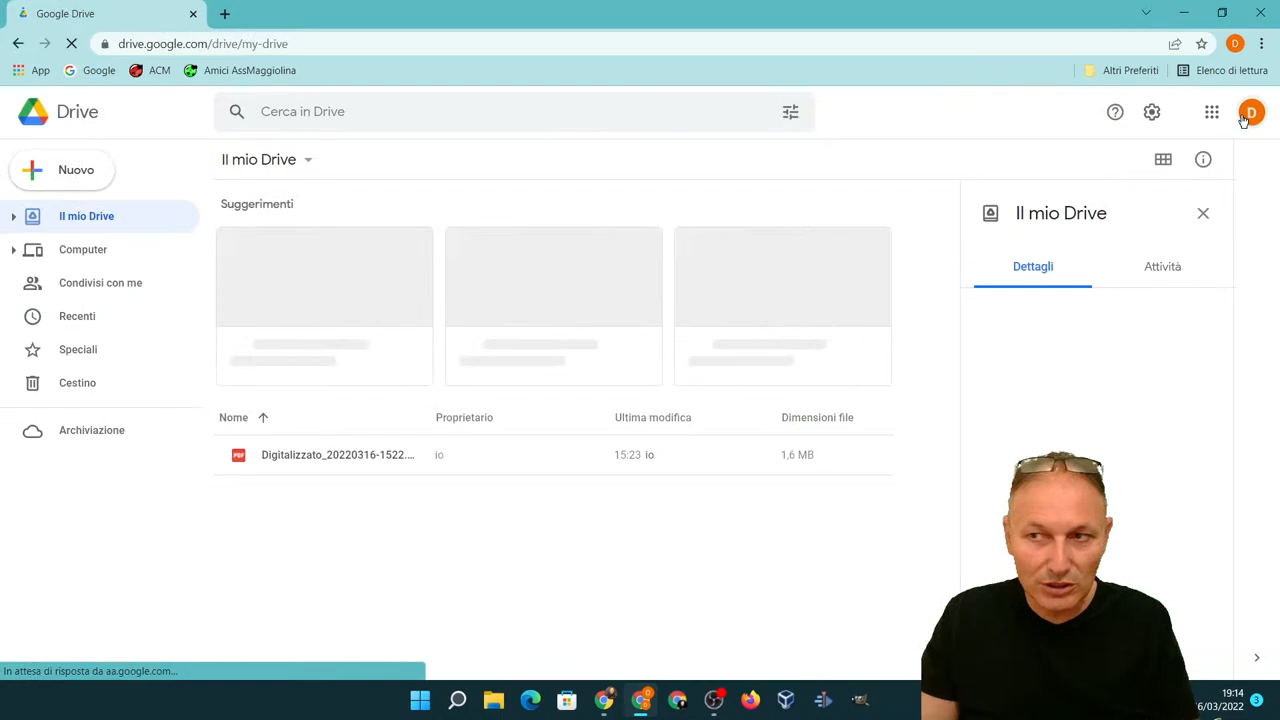 Google Drive
drive.google.com/drive/my-drive
D
App
Google
ACM
Amici AssMaggiolina
Altri Preferiti
Elenco di lettura
Drive
Cerca in Drive
D
Nuovo
Il mio Drive
Il mio Drive
Computer
Condivisi con me
Recenti
Speciali
Cestino
Archiviazione
Suggerimenti
Nome
Proprietario
Ultima modifica
Dimensioni file
PDF
Digitalizzato_20220316-1522....
io
15:23 io
1,6 MB
Il mio Drive
Dettagli
Attività
In attesa di risposta da aa.google.com...
19:14
6/03/2022
3